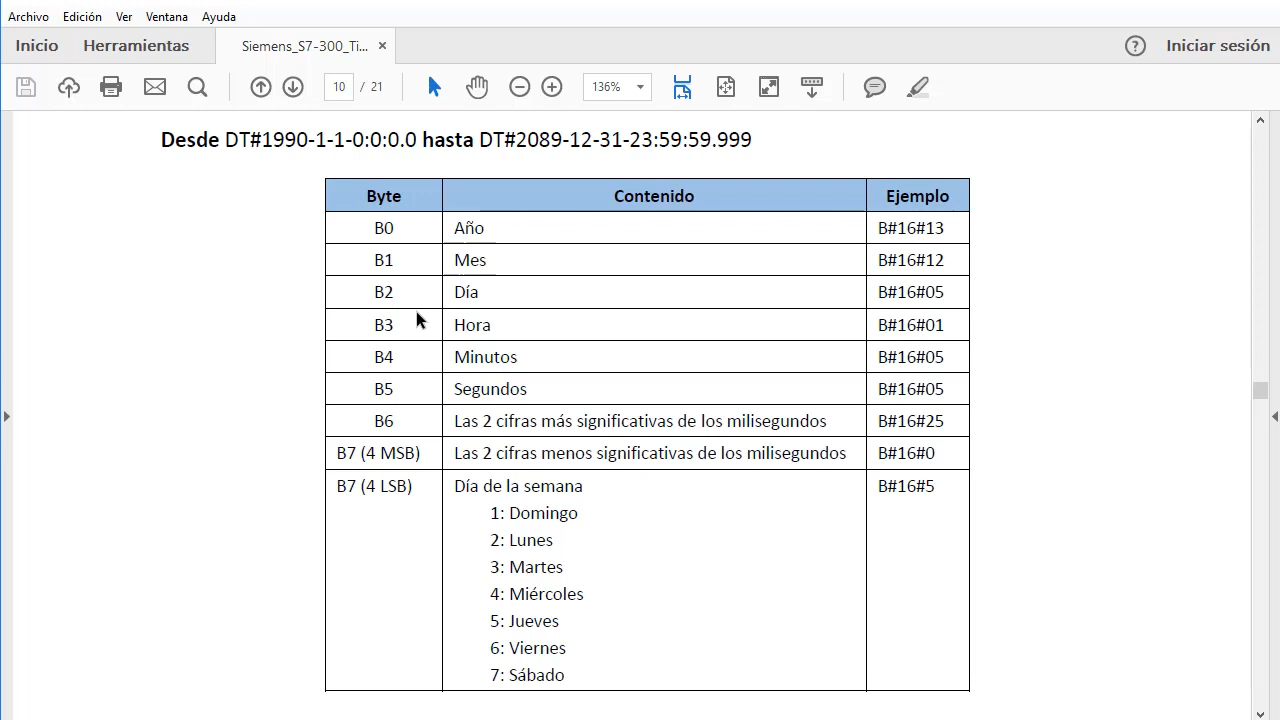 Archivo Edición Ver Ventana Ayuda
Inicio Herramientas Siemens_S7-300_Ti... × Iniciar sesión
10 / 21 136%
Desde DT#1990-1-1-0:0:0.0 hasta DT#2089-12-31-23:59:59.999
Byte Contenido Ejemplo
B0 Año B#16#13
B1 Mes B#16#12
B2 Día B#16#05
B3 Hora B#16#01
B4 Minutos B#16#05
B5 Segundos B#16#05
B6 Las 2 cifras más significativas de los milisegundos B#16#25
B7 (4 MSB) Las 2 cifras menos significativas de los milisegundos B#16#0
B7 (4 LSB) Día de la semana B#16#5
1: Domingo
2: Lunes
3: Martes
4: Miércoles
5: Jueves
6: Viernes
7: Sábado